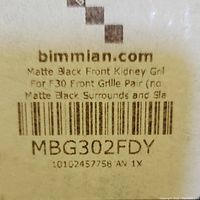 bimmian.com
Matte Black Front Kidney Gril
For F30 Front Grille Pair (no
Matte Black Surrounds and Sla
MBG302FDY
10102457758 AN 1X